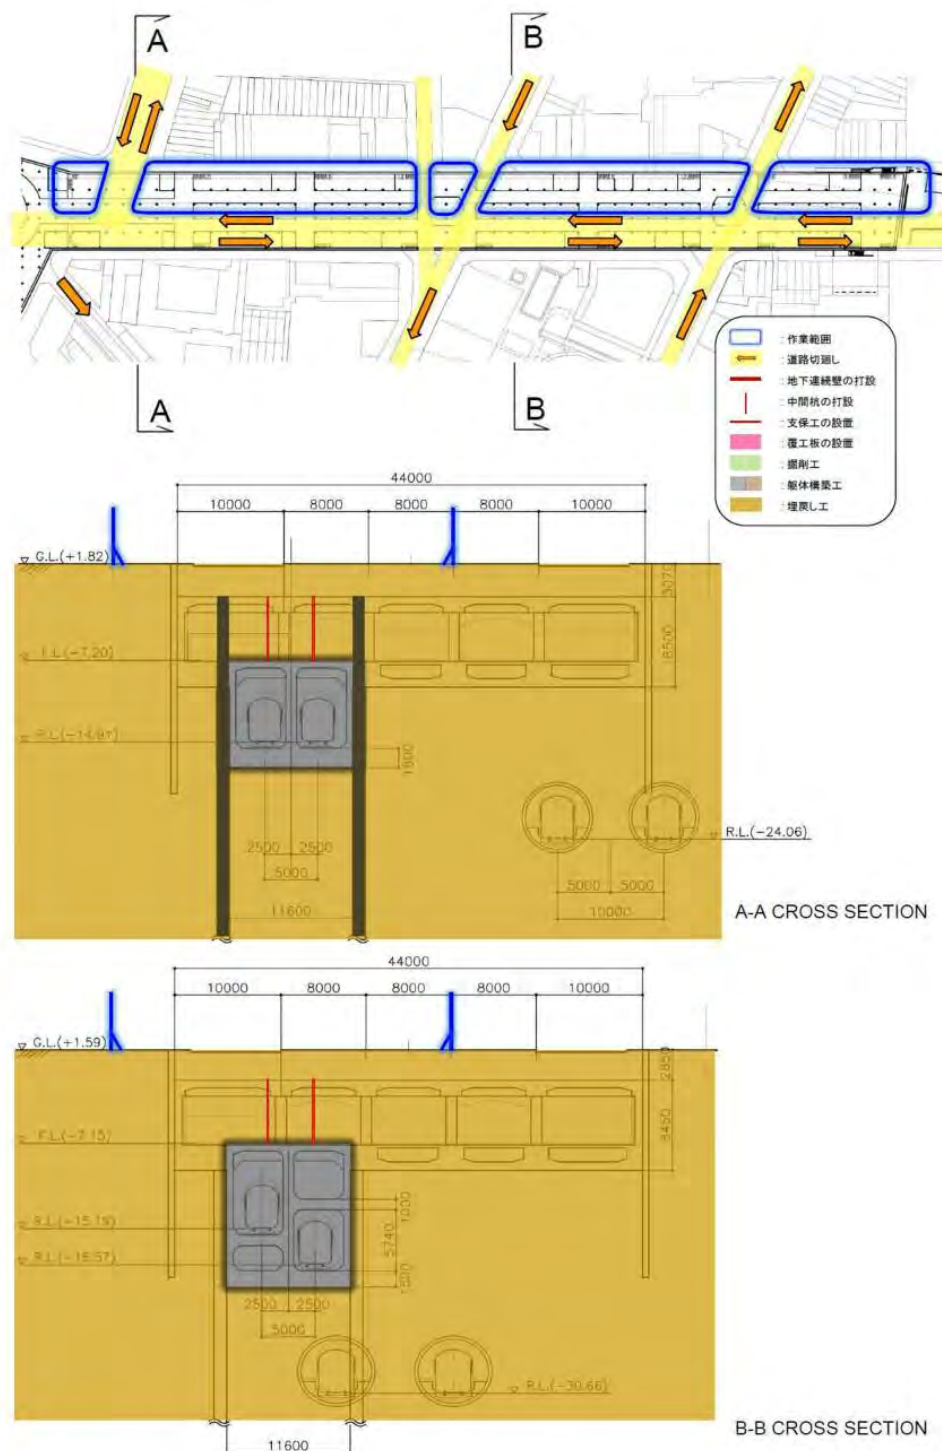 A
B
A
B
: 作業範囲
: 道路切廻し
: 地下連続壁の打設
: 中間杭の打設
: 支保工の設置
: 覆工板の設置
: 掘削工
: 躯体構築工
: 埋戻し工
44000
10000 8000 8000 8000 10000
G.L.(+1.82)
3070
8500
F.L.(-7.20)
R.L.(-14.97)
1800
R.L.(-24.06)
2500 2500
5000
5000 5000
10000
11600
A-A CROSS SECTION
44000
10000 8000 8000 8000 10000
G.L.(+1.59)
2850
8450
F.L.(-7.15)
1000
5740
R.L.(-15.19)
R.L.(-18.57)
2500 2500
5000
R.L.(-30.66)
11600
B-B CROSS SECTION